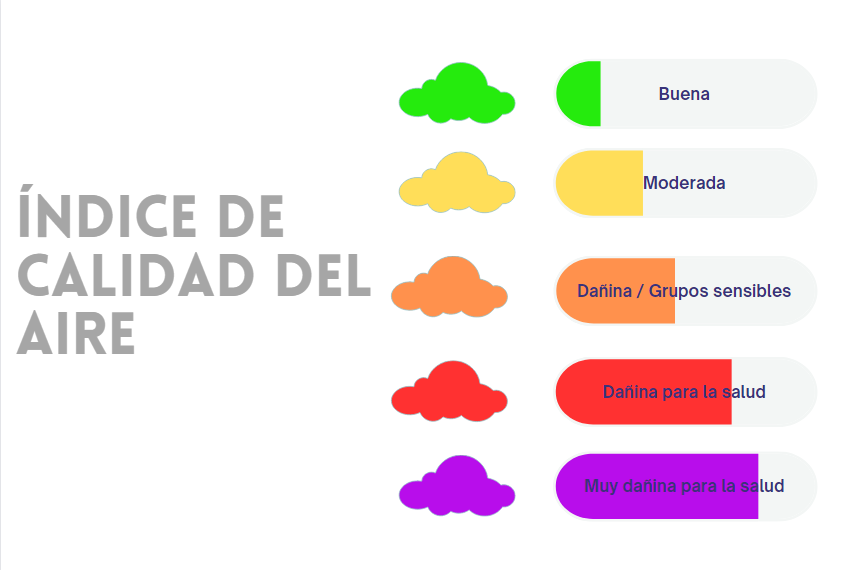 ÍNDICE DE
CALIDAD DEL
AIRE
Buena
Moderada
Dañina / Grupos sensibles
Dañina para la salud
Muy dañina para la salud